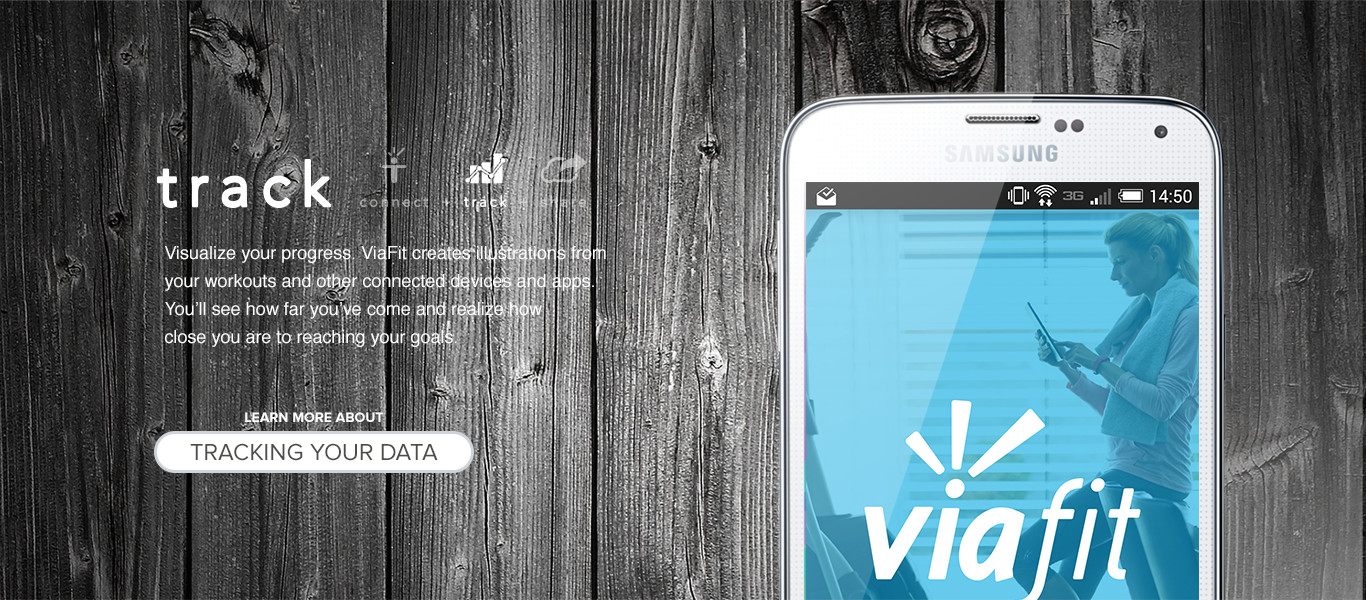 track
connect + track + share
Visualize your progress. ViaFit creates illustrations from
your workouts and other connected devices and apps.
You'll see how far you've come and realize how
close you are to reaching your goals.
LEARN MORE ABOUT
TRACKING YOUR DATA
SAMSUNG
3G 14:50
viafit